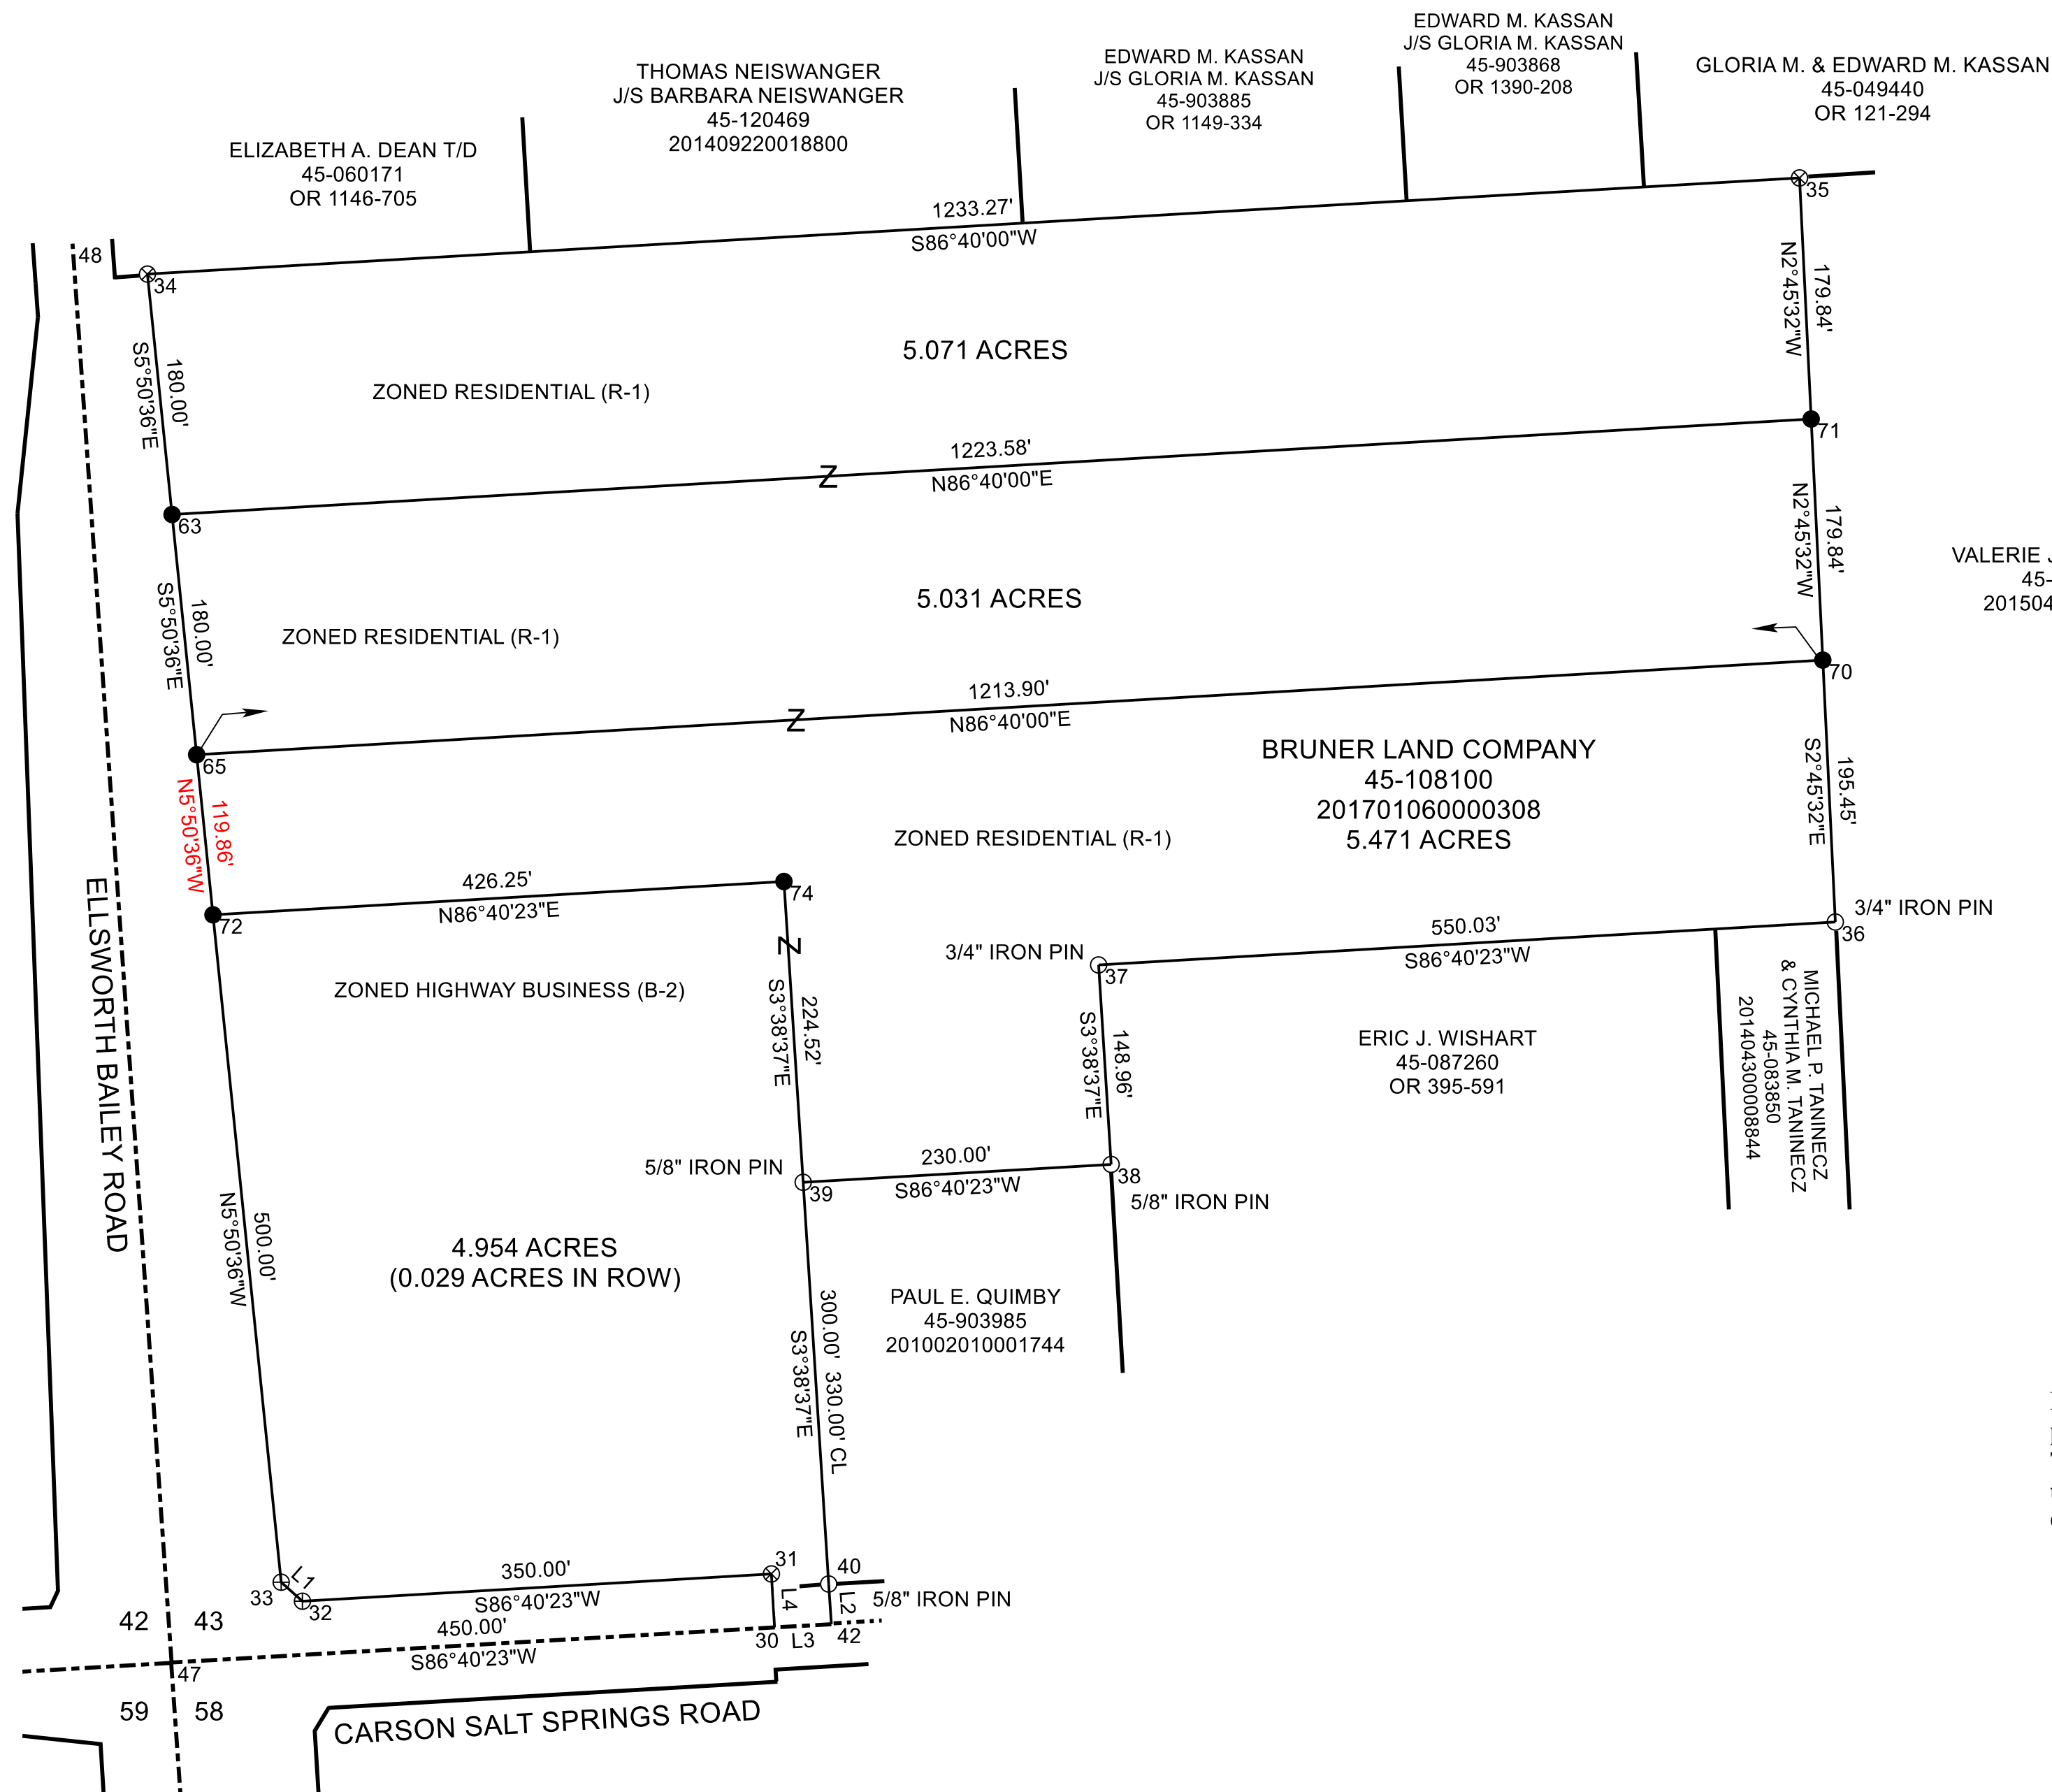 EDWARD M. KASSAN
J/S GLORIA M. KASSAN
45-903868
OR 1390-208
EDWARD M. KASSAN
J/S GLORIA M. KASSAN
45-903885
OR 1149-334
GLORIA M. & EDWARD M. KASSAN
45-049440
OR 121-294
THOMAS NEISWANGER
J/S BARBARA NEISWANGER
45-120469
201409220018800
ELIZABETH A. DEAN T/D
45-060171
OR 1146-705
48
34
35
1233.27'
S86°40'00"W
N2°45'32"W
179.84'
S5°50'36"E
180.00'
5.071 ACRES
ZONED RESIDENTIAL (R-1)
71
1223.58'
Z
N86°40'00"E
63
N2°45'32"W
179.84'
VALERIE J
45-
201504
S5°50'36"E
180.00'
5.031 ACRES
ZONED RESIDENTIAL (R-1)
70
1213.90'
Z
N86°40'00"E
65
BRUNER LAND COMPANY
45-108100
201701060000308
5.471 ACRES
S2°45'32"E
195.45'
N5°50'36"W
119.86'
ZONED RESIDENTIAL (R-1)
426.25'
N86°40'23"E
74
72
Z
3/4" IRON PIN
36
550.03'
S86°40'23"W
3/4" IRON PIN
37
ZONED HIGHWAY BUSINESS (B-2)
S3°38'37"E
224.52'
S3°38'37"E
148.96'
ERIC J. WISHART
45-087260
OR 395-591
MICHAEL P. TANINECZ
& CYNTHIA M. TANINECZ
45-083850
201404300008844
ELLSWORTH BAILEY ROAD
5/8" IRON PIN
39
230.00'
S86°40'23"W
38
5/8" IRON PIN
N5°50'36"W
500.00'
4.954 ACRES
(0.029 ACRES IN ROW)
PAUL E. QUIMBY
45-903985
201002010001744
300.00'
330.00' CL
S3°38'37"E
L1
33
32
350.00'
S86°40'23"W
31
40
L4
L2
5/8" IRON PIN
42
43
450.00'
S86°40'23"W
30
L3
42
47
59
58
CARSON SALT SPRINGS ROAD